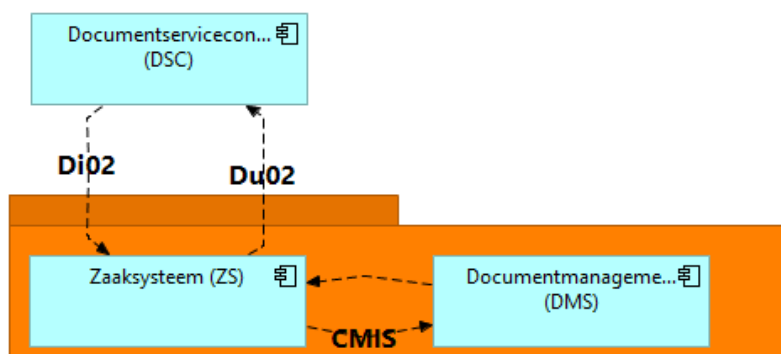 Documentservicecon...
(DSC)
Di02
Du02
Zaaksysteem (ZS)
Documentmanageme...
(DMS)
CMIS